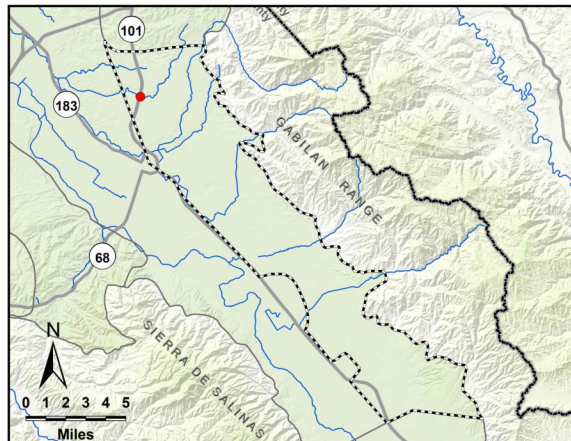 101
183
GABILAN RANGE
68
SIERRA DE SALINAS
N
0 1 2 3 4 5
Miles